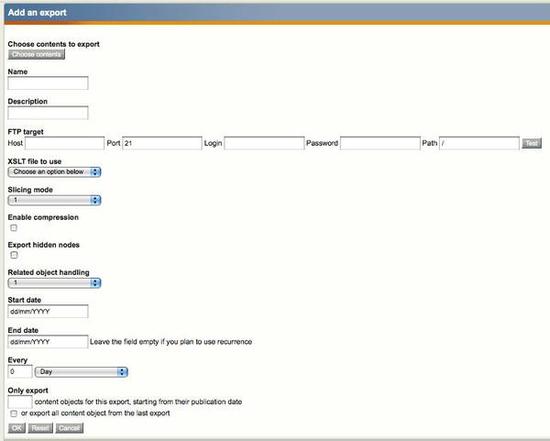 Add an export
Choose contents to export
Choose contents
Name
Description
FTP target
Host Port 21 Login Password Path / Test
XSLT file to use
Choose an option below
Slicing mode
1
Enable compression
Export hidden nodes
Related object handling
1
Start date
dd/mm/YYYY
End date
dd/mm/YYYY Leave the field empty if you plan to use recurrence
Every
0 Day
Only export
content objects for this export, starting from their publication date
or export all content object from the last export
OK Reset Cancel